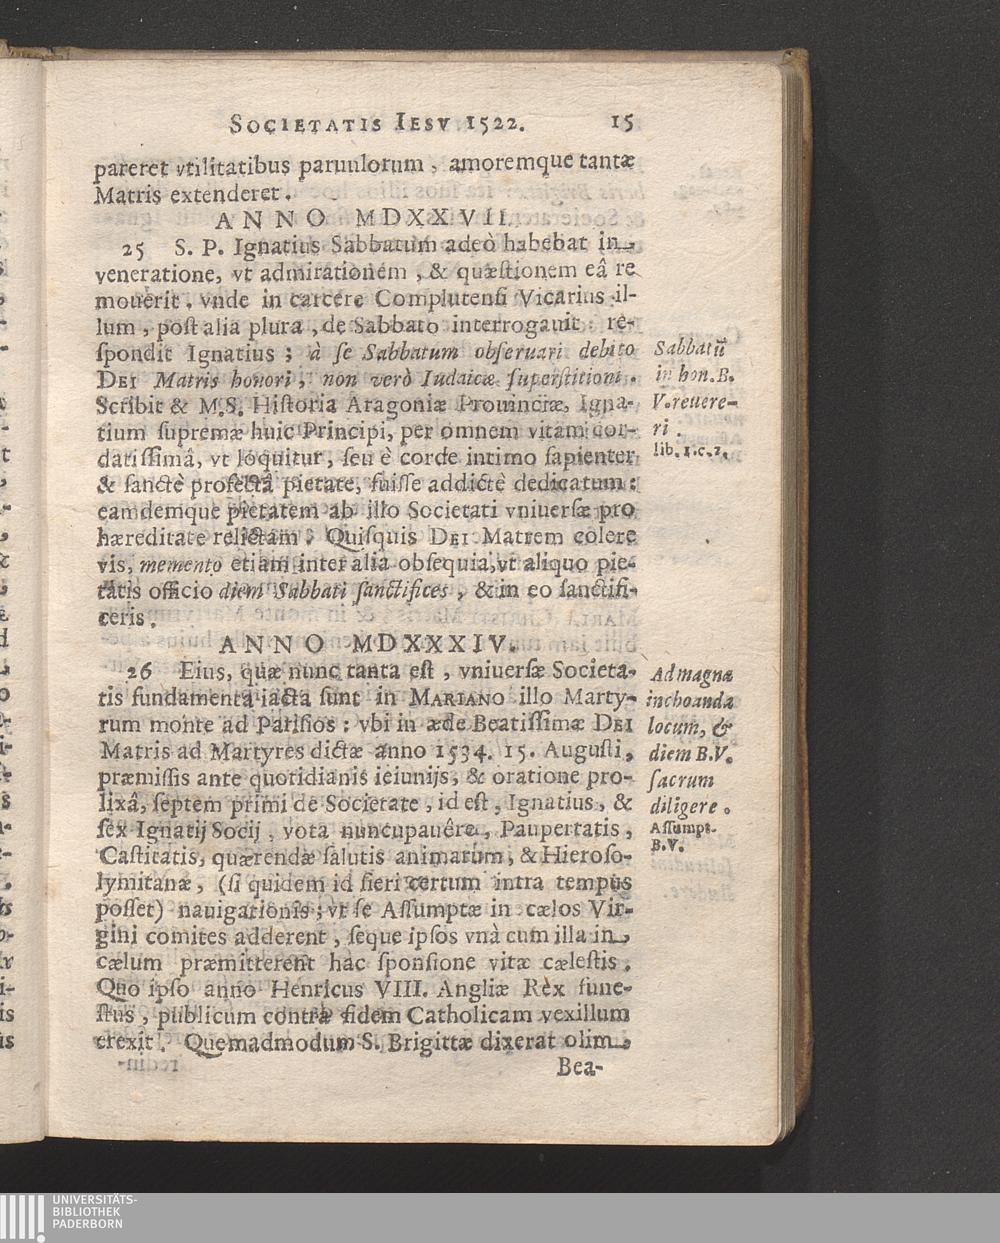 SOCIETATIS IESV 1522. 15
pareret vtilitatibus paruulorum, amoremque tantæ
Matris extenderet.
ANNO MDXXVII.
25 S. P. Ignatius Sabbatum adeò habebat in
veneratione, vt admirationem, & quæſtionem eâ re
mouerit. vnde in carcere Complutenſi Vicarius il-
lum, poſt alia plura, de Sabbato interrogauit: re-
ſpondit Ignatius; à ſe Sabbatum obſeruari debito
DEI Matris honori, non verò Iudaicæ ſuperſtitioni.
Scribit & M.S. Hiſtoria Aragoniæ Prouinciæ, Igna-
tium ſupremæ huic Principi, per omnem vitam cor-
datiſſimâ, vt loquitur, ſeu è corde intimo ſapienter
& ſanctè profectâ pietate, fuiſſe addictè dedicatum:
eamdemque pietatem ab illo Societati vniuerſæ pro
hæreditate relictam. Quiſquis DEI Matrem colere
vis, memento etiam inter alia obſequia, vt aliquo pie-
tatis officio diem Sabbati ſanctifices, & in eo ſanctifi-
ceris.
Sabbatū
in hon. B.
V. reuere-
ri.
lib. 1. c. 7.
ANNO MDXXXIV.
26 Eius, quæ nunc tanta eſt, vniuerſæ Societa-
tis fundamenta iacta ſunt in MARIANO illo Marty-
rum monte ad Pariſios: vbi in æde Beatiſſimæ DEI
Matris ad Martyres dictæ anno 1534. 15. Auguſti,
præmiſſis ante quotidianis ieiunijs, & oratione pro-
lixâ, ſeptem primi de Societate, id eſt, Ignatius, &
ſex Ignatij Socij, vota nuncupauêre, Paupertatis,
Caſtitatis, quærendæ ſalutis animarum, & Hieroſo-
lymitanæ, (ſi quidem id fieri certum intra tempus
poſſet) nauigationis; vt ſe Aſſumptæ in cælos Vir-
gini comites adderent, ſeque ipſos vnà cum illa in
cælum præmitterent hac ſponſione vitæ cæleſtis.
Quo ipſo anno Henricus VIII. Angliæ Rex fune-
ſtus, publicum contra fidem Catholicam vexillum
erexit. Quemadmodum S. Brigittæ dixerat olim
Bea-
Ad magna
inchoanda
locum, &
diem B.V.
ſacrum
diligere.
Aſſumpt.
B.V.
UNIVERSITÄTS-
BIBLIOTHEK
PADERBORN